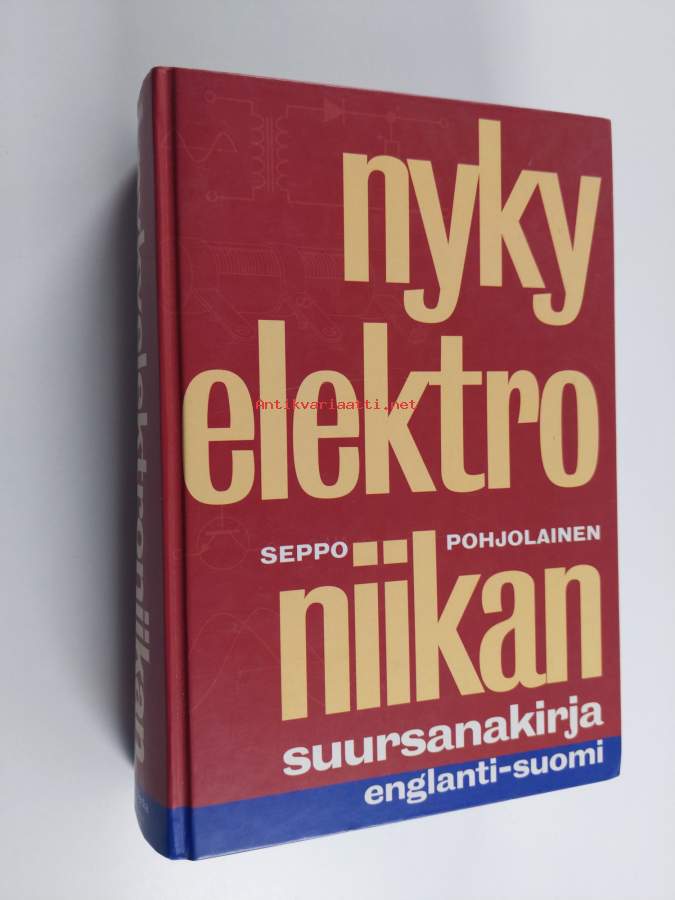 nyky
elektro
Antikvariaatti.net
SEPPO POHJOLAINEN
niikan
suursanakirja
englanti-suomi
nykyelektroniikan